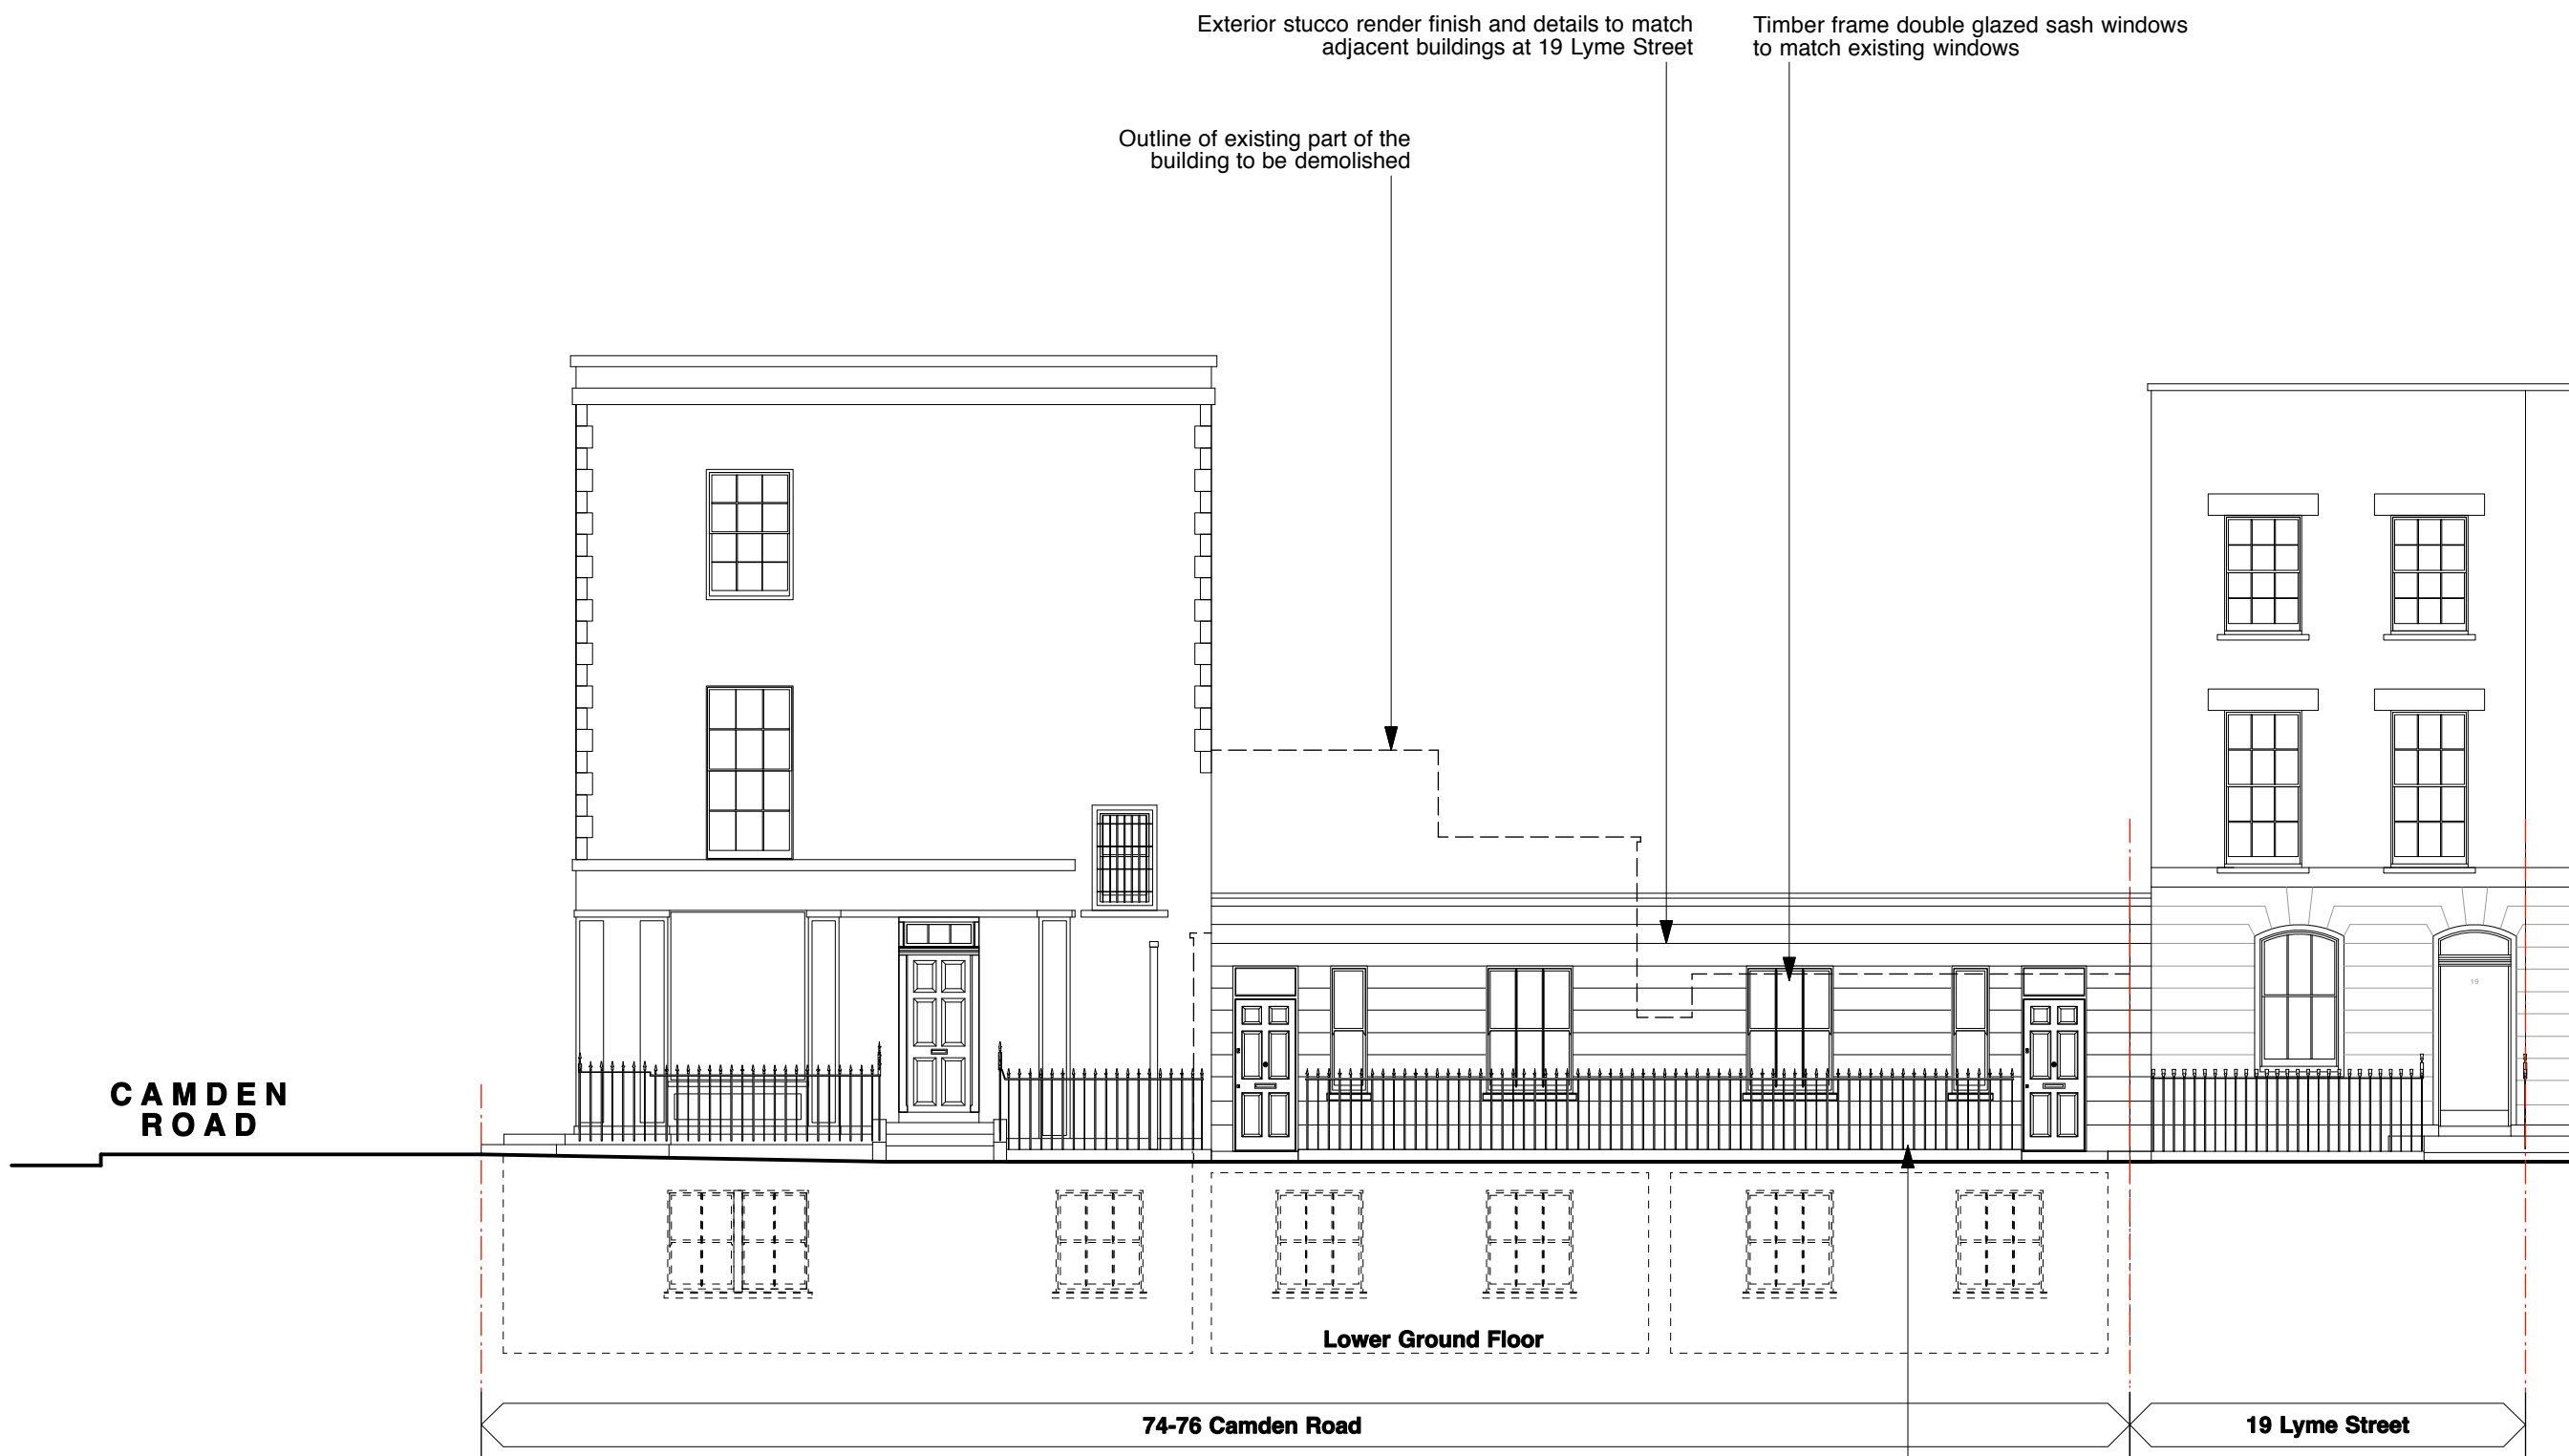 Exterior stucco render finish and details to match
adjacent buildings at 19 Lyme Street
Timber frame double glazed sash windows
to match existing windows
Outline of existing part of the
building to be demolished
19
CAMDEN
ROAD
Lower Ground Floor
74-76 Camden Road
19 Lyme Street